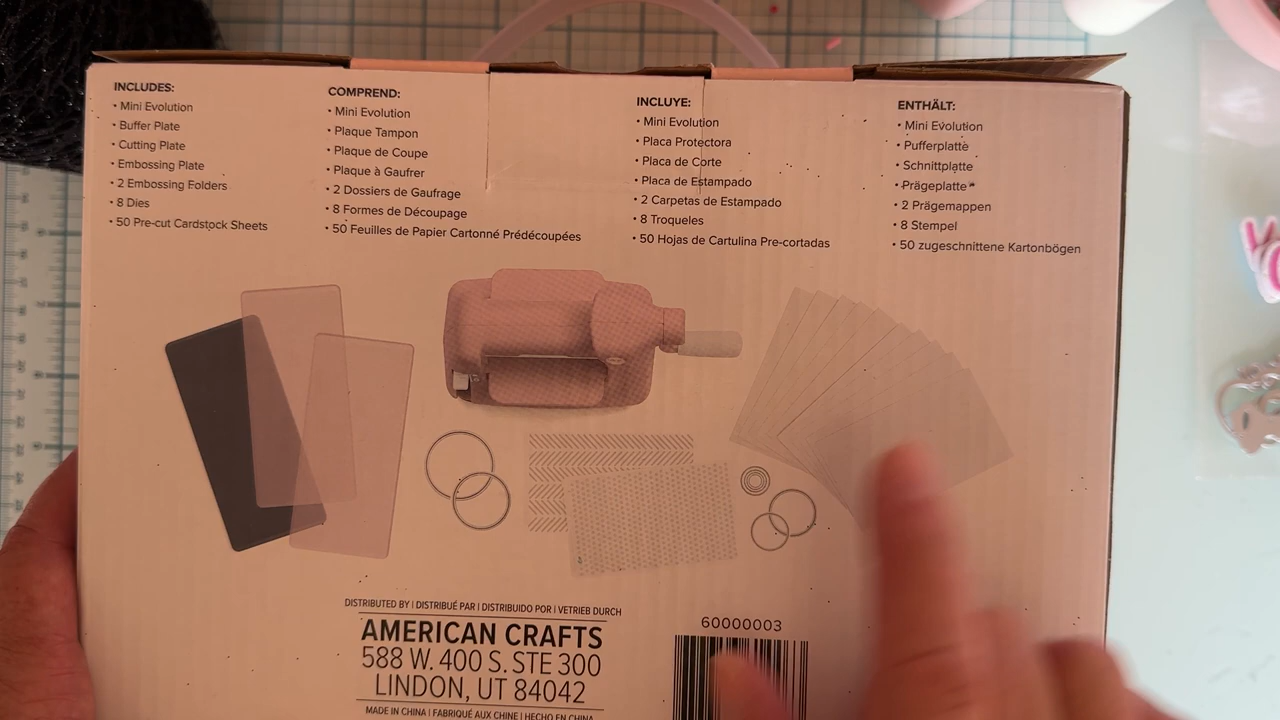 INCLUDES:
• Mini Evolution
• Buffer Plate
• Cutting Plate
• Embossing Plate
• 2 Embossing Folders
• 8 Dies
• 50 Pre-cut Cardstock Sheets
COMPREND:
• Mini Evolution
• Plaque Tampon
• Plaque de Coupe
• Plaque à Gaufrer
• 2 Dossiers de Gaufrage
• 8 Formes de Découpage
• 50 Feuilles de Papier Cartonné Prédécoupées
INCLUYE:
• Mini Evolution
• Placa Protectora
• Placa de Corte
• Placa de Estampado
• 2 Carpetas de Estampado
• 8 Troqueles
• 50 Hojas de Cartulina Pre-cortadas
ENTHÄLT:
• Mini Evolution
• Pufferplatte
• Schnittplatte
• Prägeplatte
• 2 Prägemappen
• 8 Stempel
• 50 zugeschnittene Kartonbögen
DISTRIBUTED BY | DISTRIBUÉ PAR | DISTRIBUIDO POR | VETRIEB DURCH
AMERICAN CRAFTS
588 W. 400 S. STE 300
LINDON, UT 84042
MADE IN CHINA | FABRIQUÉ AUX CHINE | HECHO EN CHINA
60000003